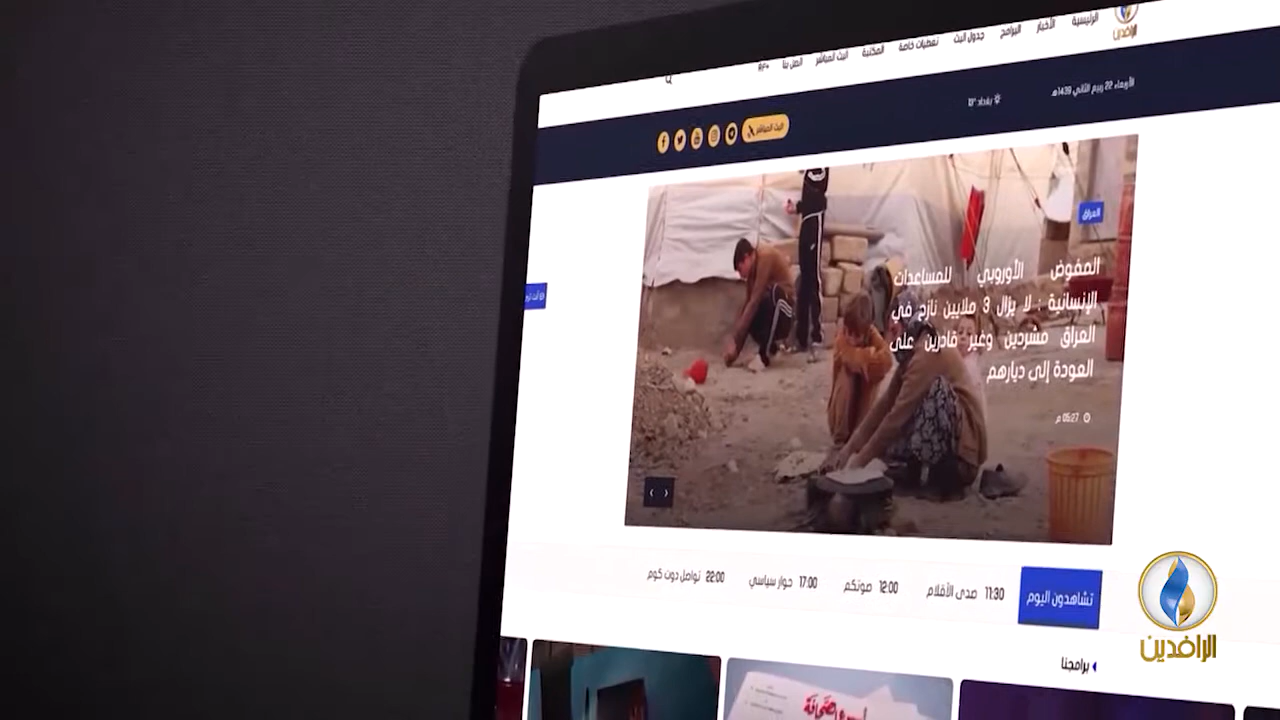 الرافدين
الرئيسية الأخبار البرامج جدول البث تغطيات خاصة المكتبة البث المباشر اتصل بنا
الأربعاء 22 ربيع الثاني 1439هـ
بغداد
البث المباشر
العراق
المفوض الأوروبي للمساعدات
الإنسانية : لا يزال 3 ملايين نازح في
العراق مشردين وغير قادرين على
العودة إلى ديارهم
05:27 م
تشاهدون اليوم
11:30 صدى الأقلام 12:00 صوتكم 17:00 حوار سياسي 22:00 تواصل دوت كوم
برامجنا
الرافدين